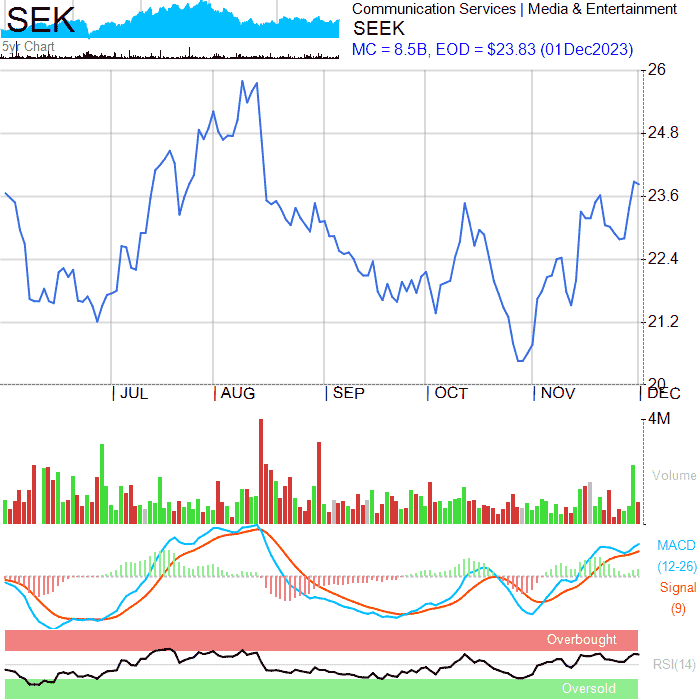 SEK
Communication Services | Media & Entertainment
SEEK
5yr Chart
MC = 8.5B, EOD = $23.83 (01Dec2023)
26
24.8
23.6
22.4
21.2
20
JUL
AUG
SEP
OCT
NOV
DEC
4M
Volume
MACD
(12-26)
Signal
(9)
Overbought
RSI(14)
Oversold